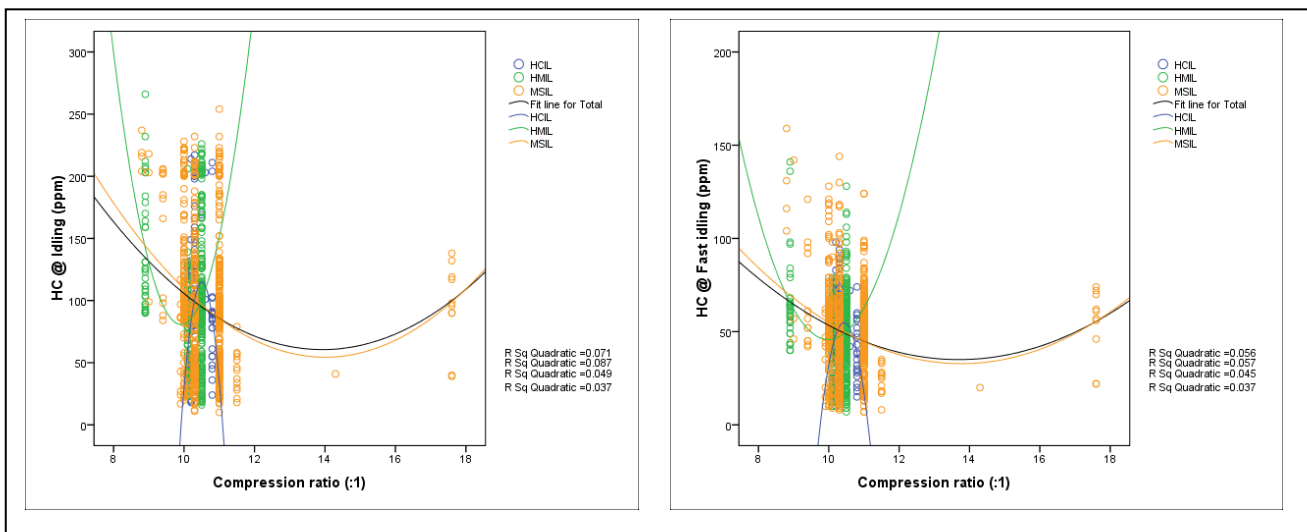 300
250
200
150
100
50
0
HC @ Idling (ppm)
8 10 12 14 16 18
Compression ratio (:1)
HCIL
HMIL
MSIL
Fit line for Total
HCIL
HMIL
MSIL
R Sq Quadratic =0.071
R Sq Quadratic =0.087
R Sq Quadratic =0.049
R Sq Quadratic =0.037
200
150
100
50
0
HC @ Fast idling (ppm)
8 10 12 14 16 18
Compression ratio (:1)
HCIL
HMIL
MSIL
Fit line for Total
HCIL
HMIL
MSIL
R Sq Quadratic =0.056
R Sq Quadratic =0.057
R Sq Quadratic =0.045
R Sq Quadratic =0.037